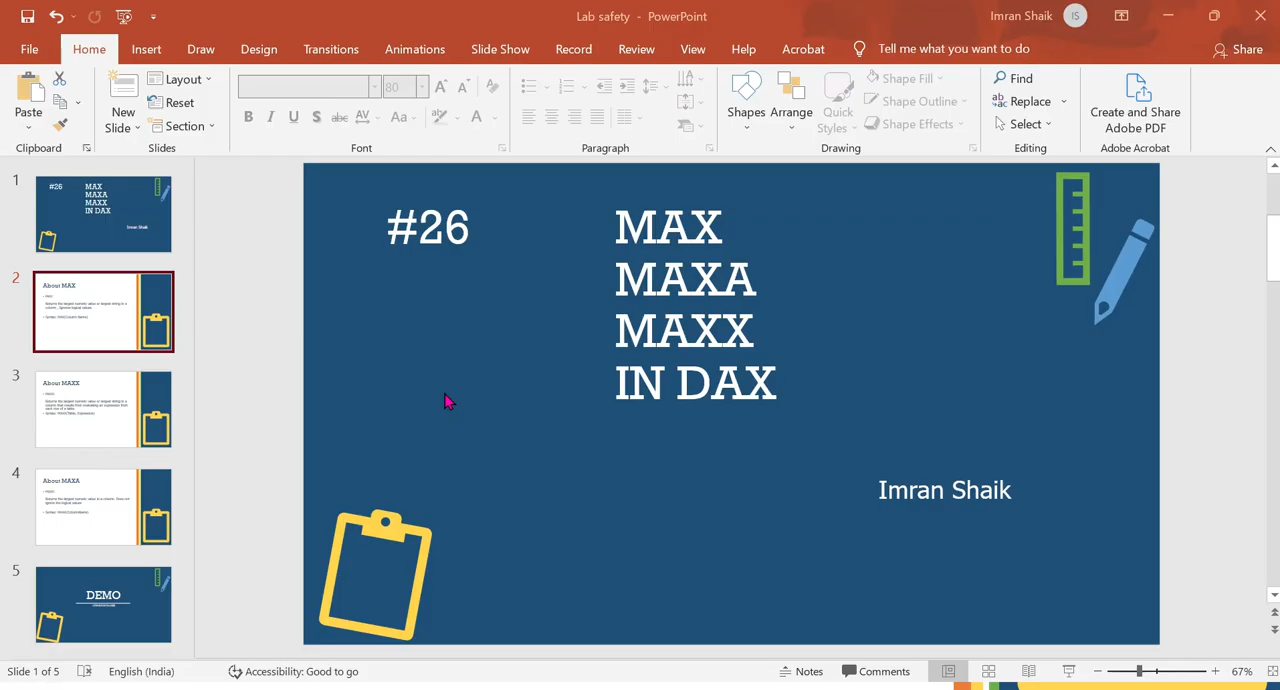 Lab safety - PowerPoint
Imran Shaik IS
File Home Insert Draw Design Transitions Animations Slide Show Record Review View Help Acrobat Tell me what you want to do Share
Paste
New Slide
Layout
Reset
Section
80
B I
Aa
A
Shapes Arrange Quick Styles
Shape Fill
Shape Outline
Shape Effects
Find
Replace
Select
Create and Share Adobe PDF
Clipboard Slides Font Paragraph Drawing Editing Adobe Acrobat
1
#26
MAX
MAXA
MAXX
IN DAX
Imran Shaik
2
About MAX
3
About MAXX
4
About MAXA
5
DEMO
#26
MAX
MAXA
MAXX
IN DAX
Imran Shaik
Slide 1 of 5 English (India) Accessibility: Good to go Notes Comments 67%